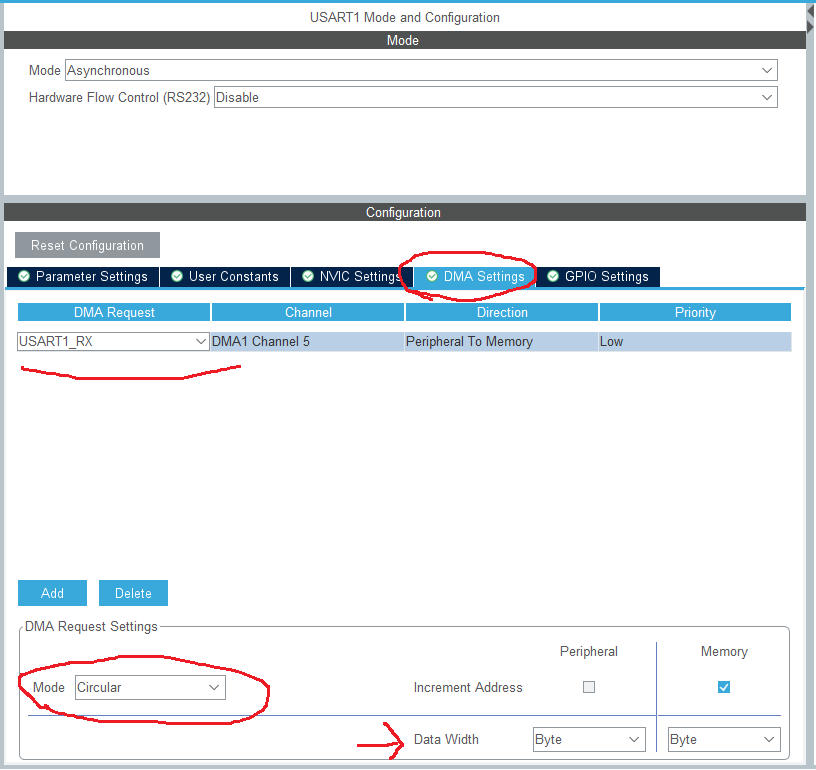 USART1 Mode and Configuration
Mode
Mode Asynchronous
Hardware Flow Control (RS232) Disable
Configuration
Reset Configuration
Parameter Settings User Constants NVIC Settings DMA Settings GPIO Settings
DMA Request Channel Direction Priority
USART1_RX DMA1 Channel 5 Peripheral To Memory Low
Add Delete
DMA Request Settings
Peripheral Memory
Mode Circular Increment Address
Data Width Byte Byte